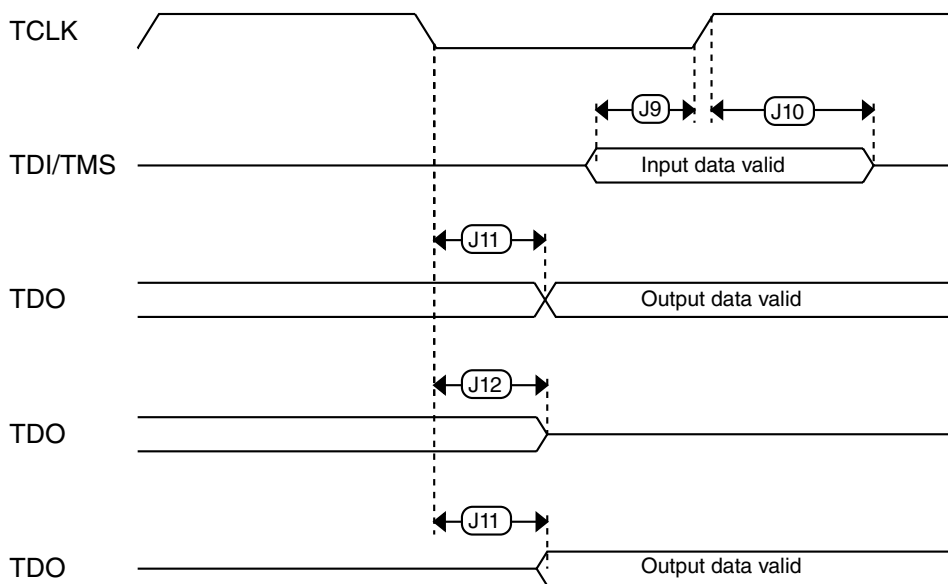 TCLK
J9
J10
TDI/TMS
Input data valid
J11
TDO
Output data valid
J12
TDO
J11
TDO
Output data valid